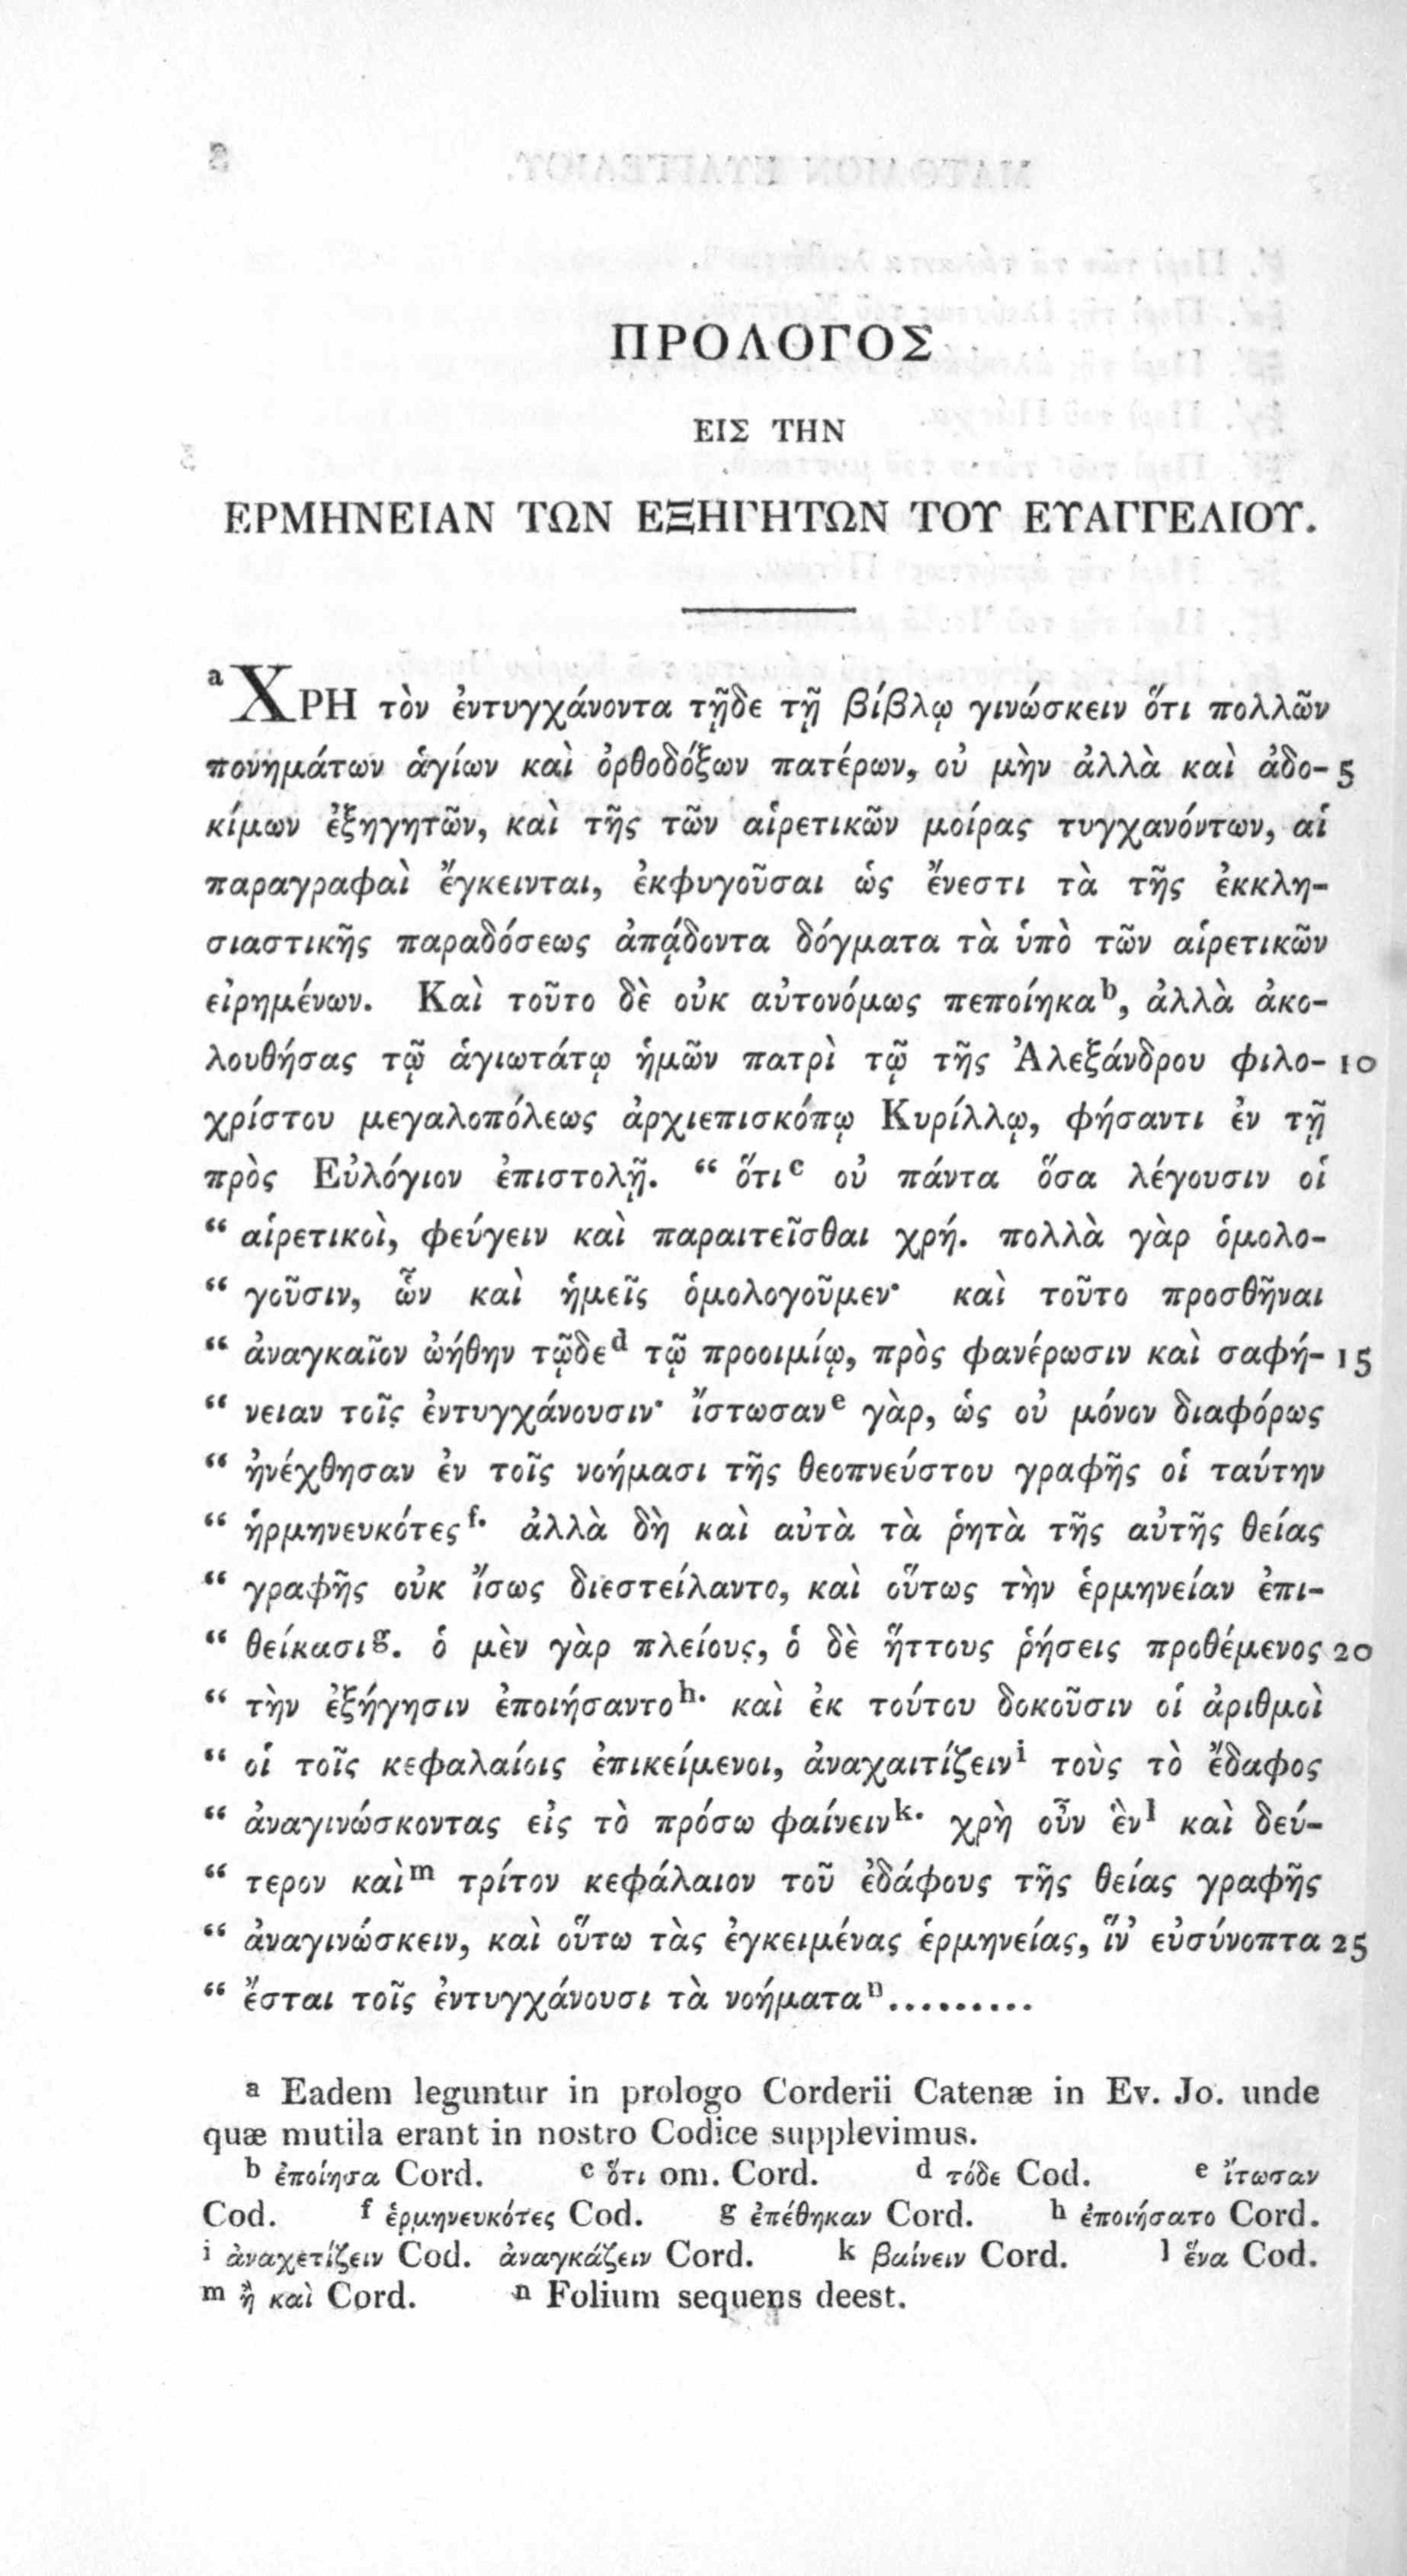 ΠΡΟΛΟΓΟΣ
ΕΙΣ ΤΗΝ
ΕΡΜΗΝΕΙΑΝ ΤΩΝ ΕΞΗΓΗΤΩΝ ΤΟΥ ΕΥΑΓΓΕΛΙΟΥ.
a ΧΡΗ τὸν ἐντυγχάνοντα τῇδε τῇ βίβλῳ γινώσκειν ὅτι πολλῶν
πονημάτων ἁγίων καὶ ὀρθοδόξων πατέρων, οὐ μὴν ἀλλὰ καὶ ἀδο- 5
κίμων ἐξηγητῶν, καὶ τῆς τῶν αἱρετικῶν μοίρας τυγχανόντων, αἱ
παραγραφαὶ ἔγκεινται, ἐκφυγοῦσαι ὡς ἔνεστι τὰ τῆς ἐκκλη-
σιαστικῆς παραδόσεως ἀπᾴδοντα δόγματα τὰ ὑπὸ τῶν αἱρετικῶν
εἰρημένων. Καὶ τοῦτο δὲ οὐκ αὐτονόμως πεποίηκα b, ἀλλὰ ἀκο-
λουθήσας τῷ ἁγιωτάτῳ ἡμῶν πατρὶ τῷ τῆς Ἀλεξάνδρου φιλο- 10
χρίστου μεγαλοπόλεως ἀρχιεπισκόπῳ Κυρίλλῳ, φήσαντι ἐν τῇ
πρὸς Εὐλόγιον ἐπιστολῇ. “ ὅτι c οὐ πάντα ὅσα λέγουσιν οἱ
“ αἱρετικοὶ, φεύγειν καὶ παραιτεῖσθαι χρή. πολλὰ γὰρ ὁμολο-
“ γοῦσιν, ὧν καὶ ἡμεῖς ὁμολογοῦμεν· καὶ τοῦτο προσθῆναι
“ ἀναγκαῖον ᾠήθην τῷδε d τῷ προοιμίῳ, πρὸς φανέρωσιν καὶ σαφή- 15
“ νειαν τοῖς ἐντυγχάνουσιν· ἴστωσαν e γὰρ, ὡς οὐ μόνον διαφόρως
“ ἠνέχθησαν ἐν τοῖς νοήμασι τῆς θεοπνεύστου γραφῆς οἱ ταύτην
“ ἡρμηνευκότες f· ἀλλὰ δὴ καὶ αὐτὰ τὰ ῥητὰ τῆς αὐτῆς θείας
“ γραφῆς οὐκ ἴσως διεστείλαντο, καὶ οὕτως τὴν ἑρμηνείαν ἐπι-
“ θείκασι g. ὁ μὲν γὰρ πλείους, ὁ δὲ ἥττους ῥήσεις προθέμενος 20
“ τὴν ἐξήγησιν ἐποιήσαντο h· καὶ ἐκ τούτου δοκοῦσιν οἱ ἀριθμοὶ
“ οἱ τοῖς κεφαλαίοις ἐπικείμενοι, ἀναχαιτίζειν i τοὺς τὸ ἔδαφος
“ ἀναγινώσκοντας εἰς τὸ πρόσω φαίνειν k· χρὴ οὖν ἓν l καὶ δεύ-
“ τερον καὶ m τρίτον κεφάλαιον τοῦ ἐδάφους τῆς θείας γραφῆς
“ ἀναγινώσκειν, καὶ οὕτω τὰς ἐγκειμένας ἑρμηνείας, ἵν’ εὐσύνοπτα 25
“ ἔσται τοῖς ἐντυγχάνουσι τὰ νοήματα n.........
a Eadem leguntur in prologo Corderii Catenæ in Ev. Jo. unde
quæ mutila erant in nostro Codice supplevimus.
b ἐποίησα Cord. c ὅτι om. Cord. d τόδε Cod. e ἴτωσαν
Cod. f ἑρμηνευκότες Cod. g ἐπέθηκαν Cord. h ἐποιήσατο Cord.
i ἀναχετίζειν Cod. ἀναγκάζειν Cord. k βαίνειν Cord. l ἕνα Cod.
m ἢ καὶ Cord. n Folium sequens deest.